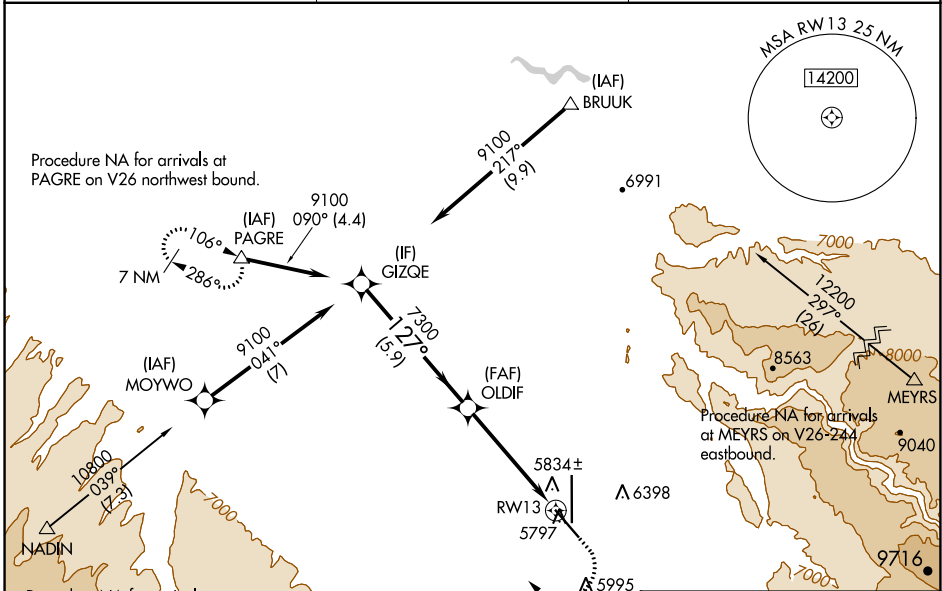 MSA RW13 25 NM
14200
(IAF)
BRUUK
9100
217°
(9.9)
Procedure NA for arrivals at
PAGRE on V26 northwest bound.
6991
9100
090° (4.4)
(IAF)
PAGRE
106°
286°
7 NM
(IF)
GIZQE
7000
12200
297°
(26)
7300
127°
(5.9)
9100
041°
(7)
(IAF)
MOYWO
8563
8000
MEYRS
(FAF)
OLDIF
Procedure NA for arrivals
at MEYRS on V26-244
eastbound.
9040
10800
039°
(7.3)
NADIN
7000
5834±
RW13
5797
6398
9716
7000
5995